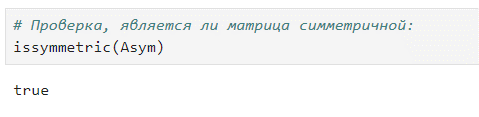 # Проверка, является ли матрица симметричной:
issymmetric(Asym)
true